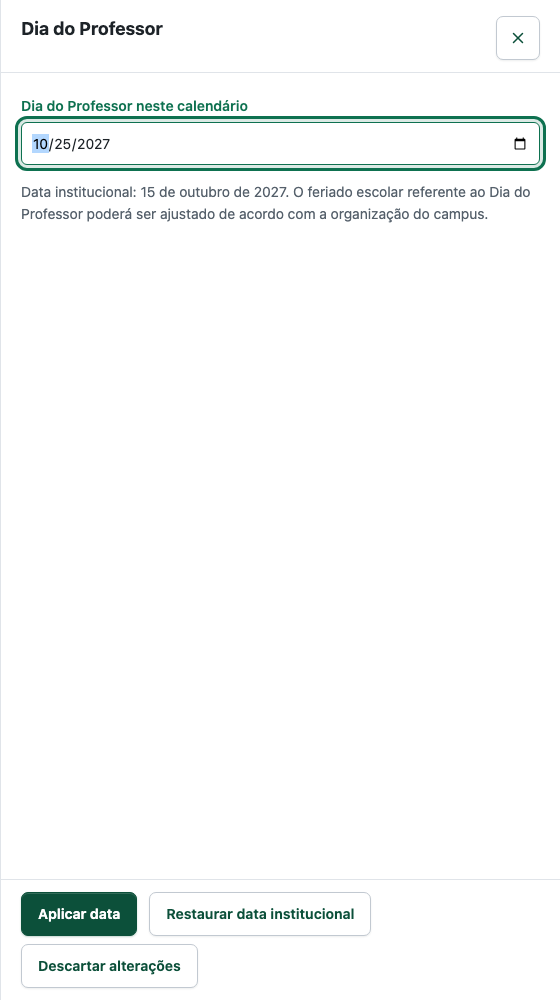 Dia do Professor
Dia do Professor neste calendário
10/25/2027
Data institucional: 15 de outubro de 2027. O feriado escolar referente ao Dia do
Professor poderá ser ajustado de acordo com a organização do campus.
Aplicar data
Restaurar data institucional
Descartar alterações